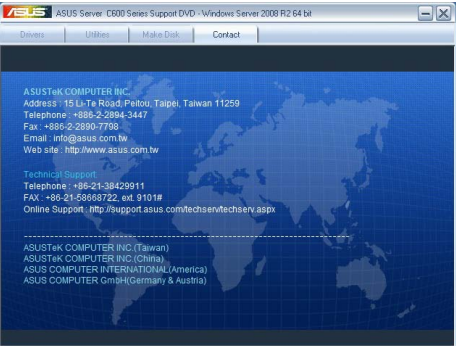 ASUS ASUS Server C600 Series Support DVD - Windows Server 2008 R2 64 bit
Drivers Utilities Make Disk Contact
ASUSTeK COMPUTER INC.
Address : 15 Li-Te Road, Peitou, Taipei, Taiwan 11259
Telephone : +886-2-2894-3447
Fax : +886-2-2890-7798
Email : info@asus.com.tw
Web site : http://www.asus.com.tw
Technical Support
Telephone : +86-21-38429911
FAX : +86-21-58668722, ext. 9101#
Online Support : http://support.asus.com/techserv/techserv.aspx
ASUSTeK COMPUTER INC.(Taiwan)
ASUSTeK COMPUTER INC.(China)
ASUS COMPUTER INTERNATIONAL(America)
ASUS COMPUTER GmbH(Germany & Austria)